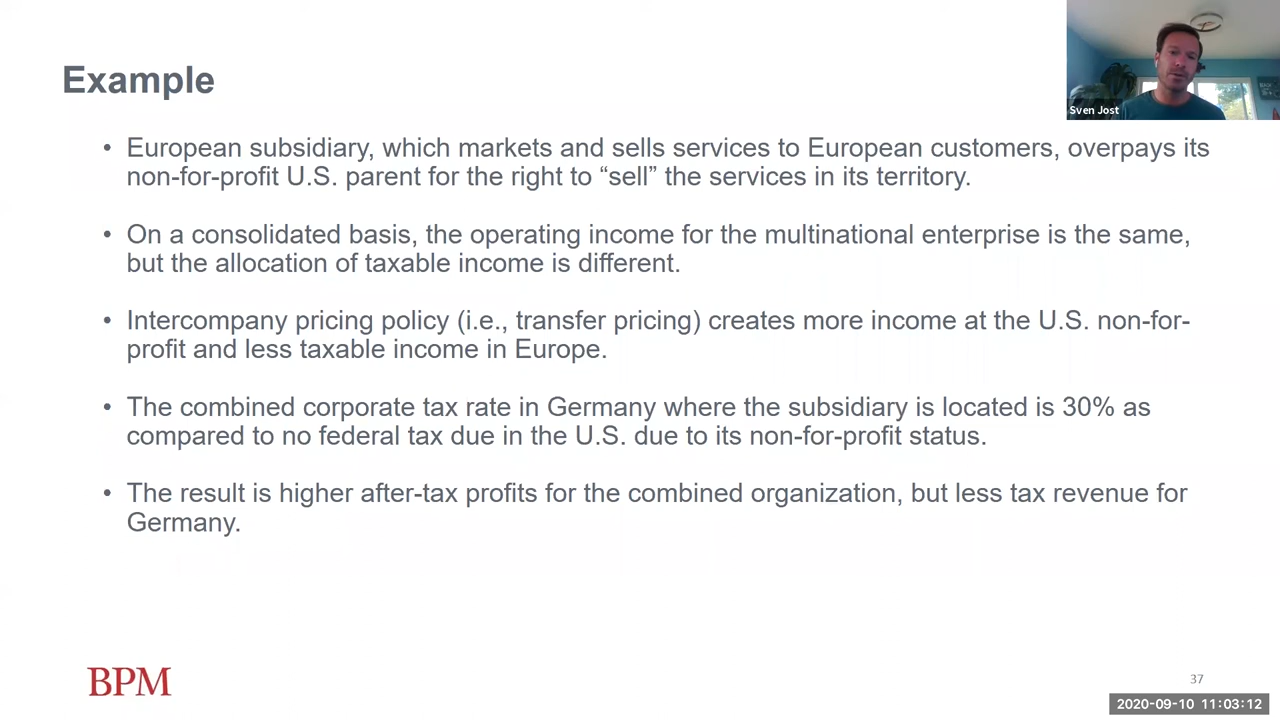 Example
Sven Jost
• European subsidiary, which markets and sells services to European customers, overpays its
non-for-profit U.S. parent for the right to “sell” the services in its territory.
• On a consolidated basis, the operating income for the multinational enterprise is the same,
but the allocation of taxable income is different.
• Intercompany pricing policy (i.e., transfer pricing) creates more income at the U.S. non-for-
profit and less taxable income in Europe.
• The combined corporate tax rate in Germany where the subsidiary is located is 30% as
compared to no federal tax due in the U.S. due to its non-for-profit status.
• The result is higher after-tax profits for the combined organization, but less tax revenue for
Germany.
BPM
37
2020-09-10 11:03:12